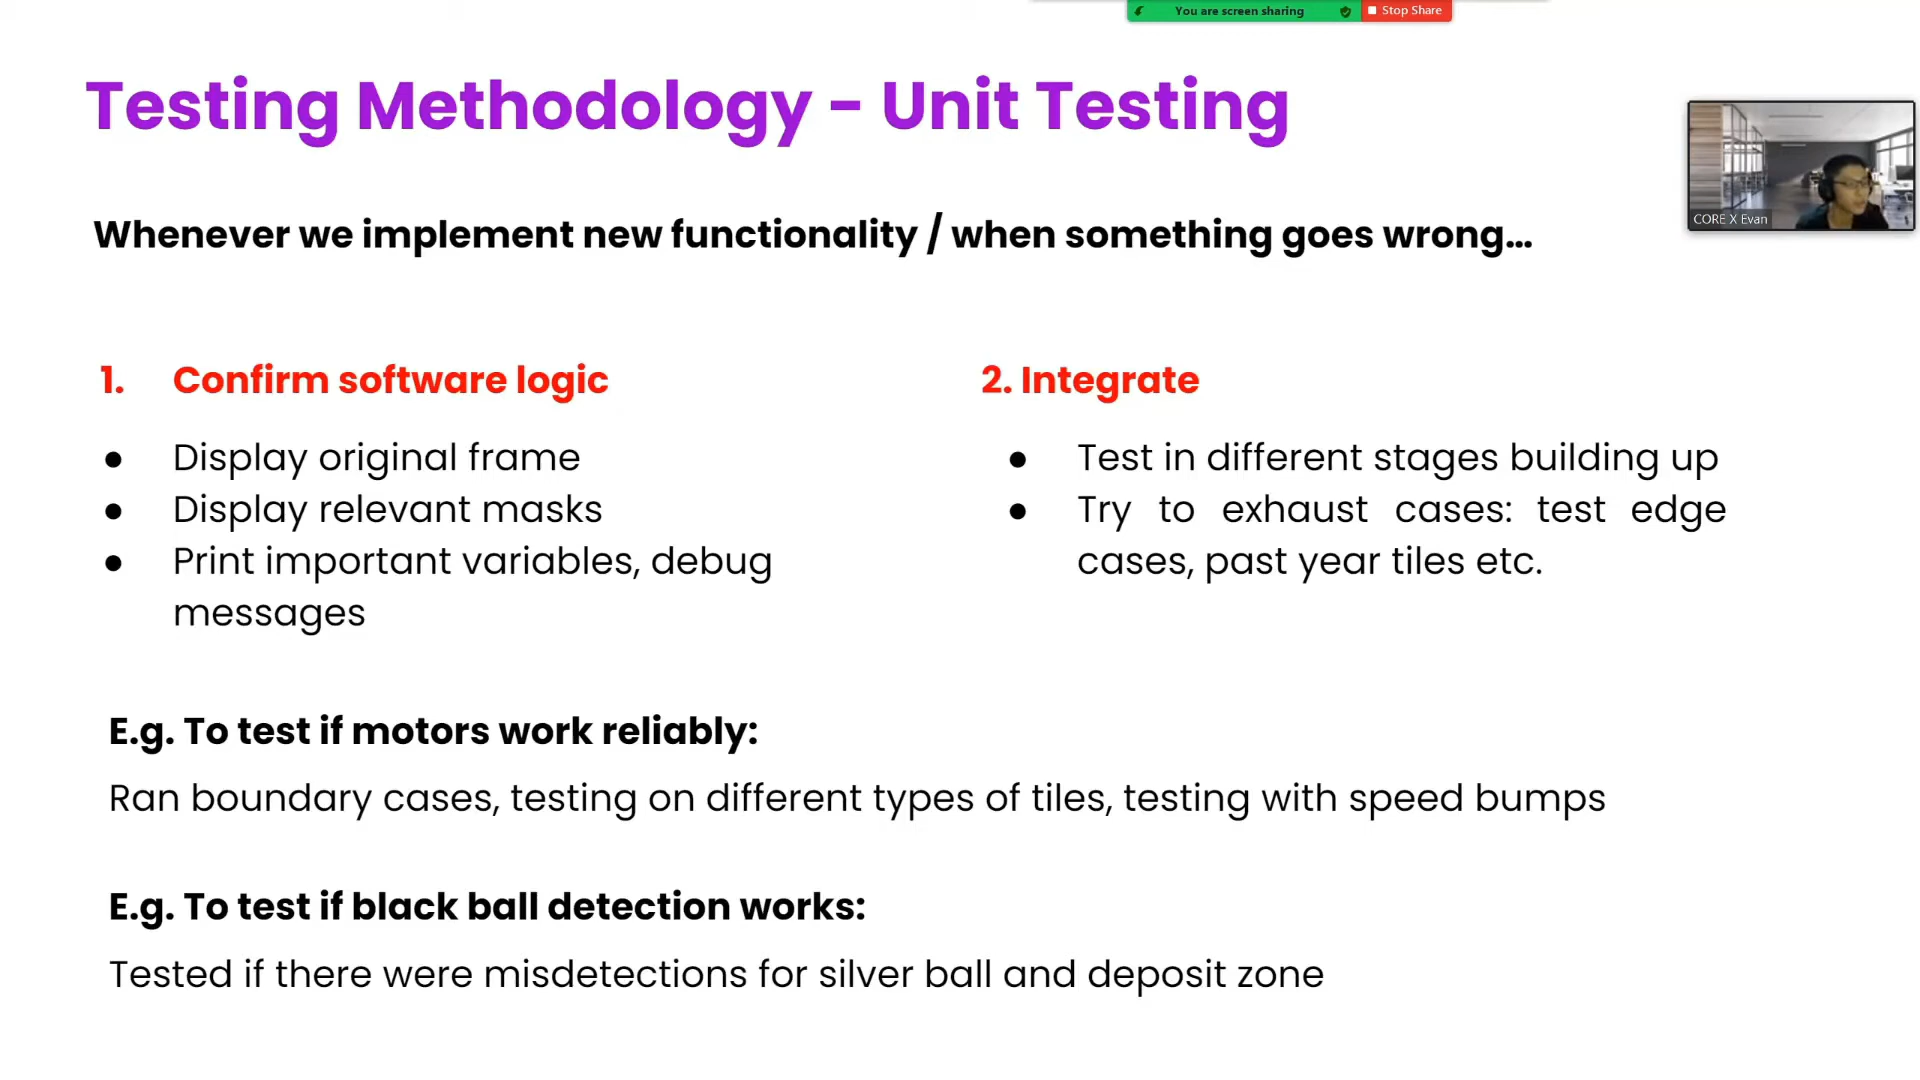 You are screen sharing
Stop Share
Testing Methodology - Unit Testing
CORE X Evan
Whenever we implement new functionality / when something goes wrong...
1. Confirm software logic
● Display original frame
● Display relevant masks
● Print important variables, debug
messages
2. Integrate
● Test in different stages building up
● Try to exhaust cases: test edge
cases, past year tiles etc.
E.g. To test if motors work reliably:
Ran boundary cases, testing on different types of tiles, testing with speed bumps
E.g. To test if black ball detection works:
Tested if there were misdetections for silver ball and deposit zone